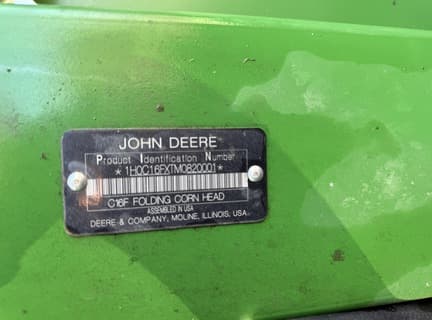 JOHN DEERE
Product Identification Number
*1H0C16FXTM0820001*
C16F FOLDING CORN HEAD
ASSEMBLED IN USA
DEERE & COMPANY, MOLINE, ILLINOIS, USA